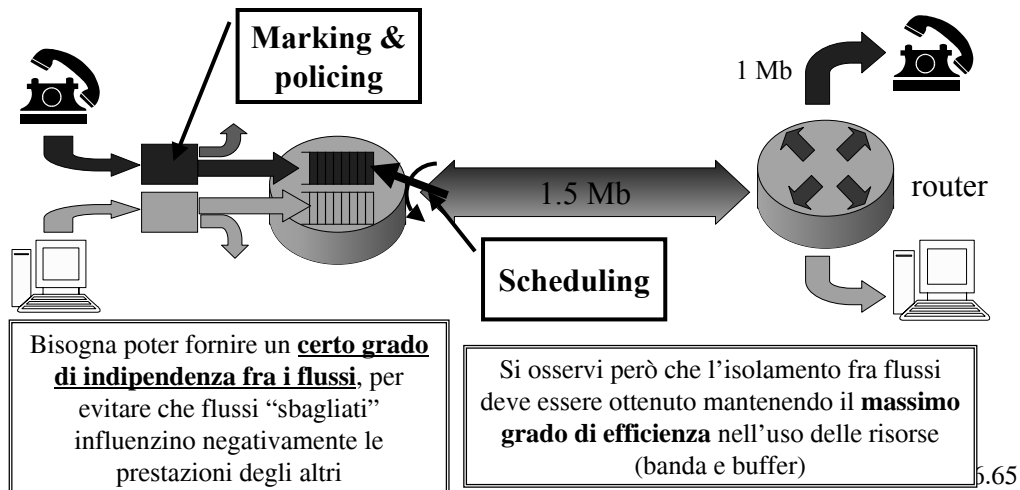 Marking &
policing
1 Mb
1.5 Mb
router
Scheduling
Bisogna poter fornire un certo grado
di indipendenza fra i flussi, per
evitare che flussi “sbagliati”
influenzino negativamente le
prestazioni degli altri
Si osservi però che l’isolamento fra flussi
deve essere ottenuto mantenendo il massimo
grado di efficienza nell’uso delle risorse
(banda e buffer)
6.65